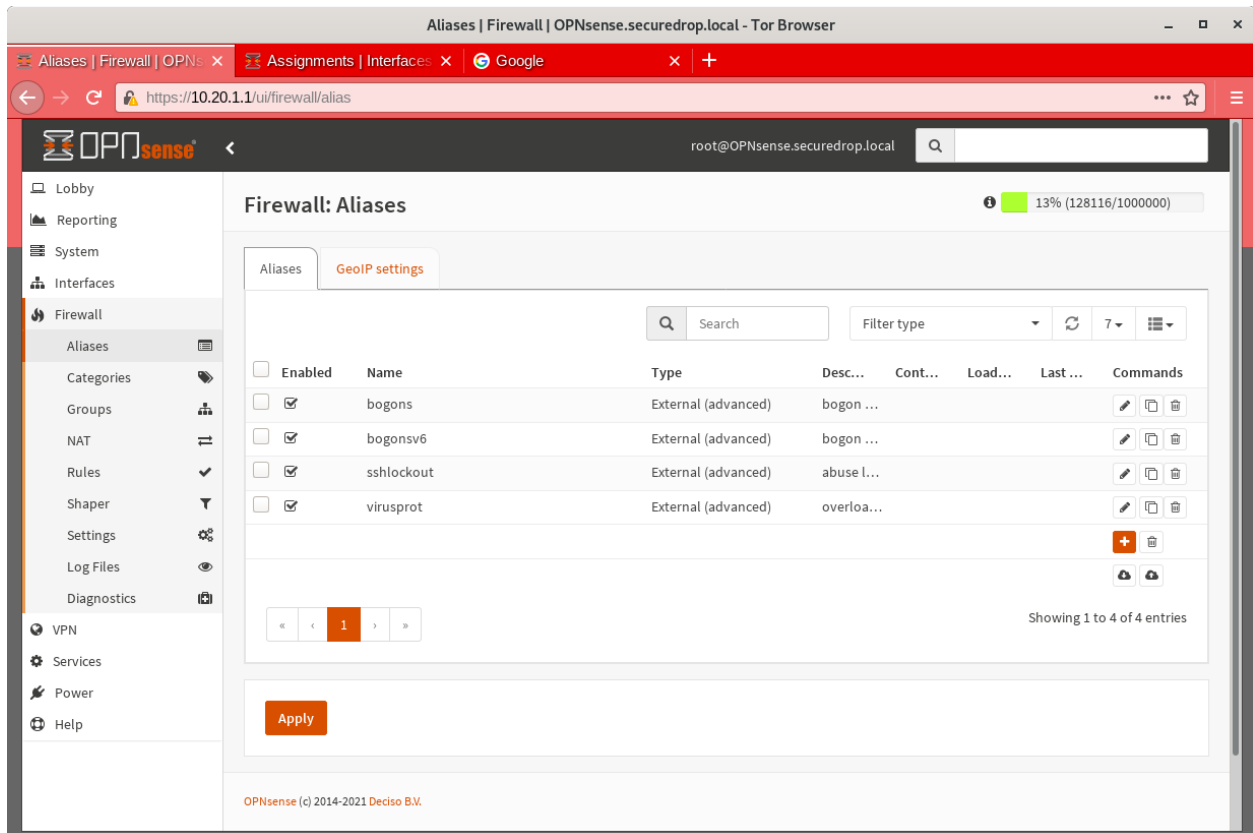 Aliases | Firewall | OPNsense.securedrop.local - Tor Browser
Aliases | Firewall | OPNs
Assignments | Interfaces
Google
https://10.20.1.1/ui/firewall/alias
OPNsense
root@OPNsense.securedrop.local
Lobby
Reporting
System
Interfaces
Firewall
Aliases
Categories
Groups
NAT
Rules
Shaper
Settings
Log Files
Diagnostics
VPN
Services
Power
Help
Firewall: Aliases
13% (128116/1000000)
Aliases GeoIP settings
Search Filter type 7
Enabled Name Type Desc... Cont... Load... Last ... Commands
bogons External (advanced) bogon ...
bogonsv6 External (advanced) bogon ...
sshlockout External (advanced) abuse l...
virusprot External (advanced) overloa...
« ‹ 1 › »
Showing 1 to 4 of 4 entries
Apply
OPNsense (c) 2014-2021 Deciso B.V.